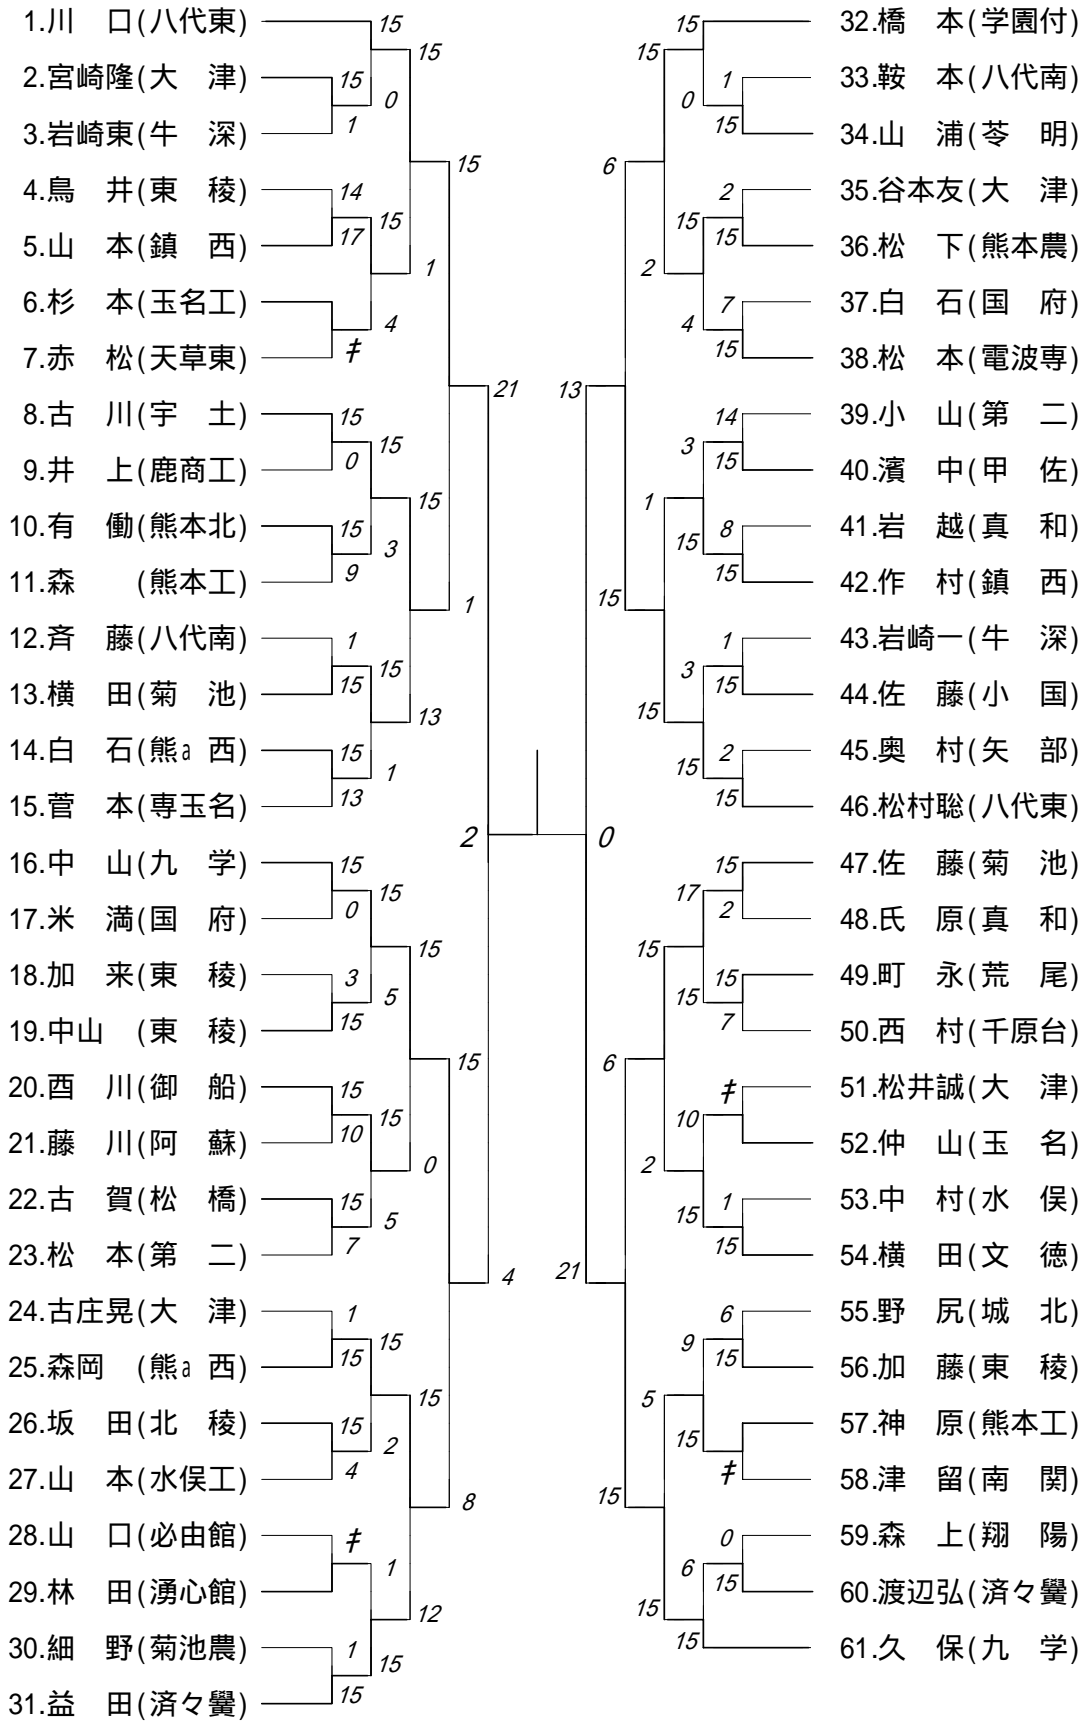 1.川　口(八代東)
2.宮崎隆(大　津)
3.岩崎東(牛　深)
4.鳥　井(東　稜)
5.山　本(鎮　西)
6.杉　本(玉名工)
7.赤　松(天草東)
8.古　川(宇　土)
9.井　上(鹿商工)
10.有　働(熊本北)
11.森　　(熊本工)
12.斉　藤(八代南)
13.横　田(菊　池)
14.白　石(熊a 西)
15.菅　本(専玉名)
16.中　山(九　学)
17.米　満(国　府)
18.加　来(東　稜)
19.中山　(東　稜)
20.酉　川(御　船)
21.藤　川(阿　蘇)
22.古　賀(松　橋)
23.松　本(第　二)
24.古庄晃(大　津)
25.森岡　(熊a 西)
26.坂　田(北　稜)
27.山　本(水俣工)
28.山　口(必由館)
29.林　田(湧心館)
30.細　野(菊池農)
31.益　田(済々黌)
15
15
1
14
17
キ
15
0
15
9
1
15
15
13
15
0
3
15
15
10
15
7
1
15
15
4
キ
1
15
0
15
4
15
3
15
1
15
5
15
5
15
2
1
15
15
1
15
13
15
0
15
12
15
1
15
8
21
4
2
0
13
21
6
15
6
15
15
2
1
15
15
2
5
15
0
15
4
3
15
3
15
17
15
10
15
9
15
6
15
15
1
15
2
15
7
15
14
15
8
15
1
15
2
15
15
2
15
7
キ
1
15
6
15
キ
0
15
32.橋　本(学園付)
33.鞍　本(八代南)
34.山　浦(苓　明)
35.谷本友(大　津)
36.松　下(熊本農)
37.白　石(国　府)
38.松　本(電波専)
39.小　山(第　二)
40.濱　中(甲　佐)
41.岩　越(真　和)
42.作　村(鎮　西)
43.岩崎一(牛　深)
44.佐　藤(小　国)
45.奥　村(矢　部)
46.松村聡(八代東)
47.佐　藤(菊　池)
48.氏　原(真　和)
49.町　永(荒　尾)
50.西　村(千原台)
51.松井誠(大　津)
52.仲　山(玉　名)
53.中　村(水　俣)
54.横　田(文　徳)
55.野　尻(城　北)
56.加　藤(東　稜)
57.神　原(熊本工)
58.津　留(南　関)
59.森　上(翔　陽)
60.渡辺弘(済々黌)
61.久　保(九　学)